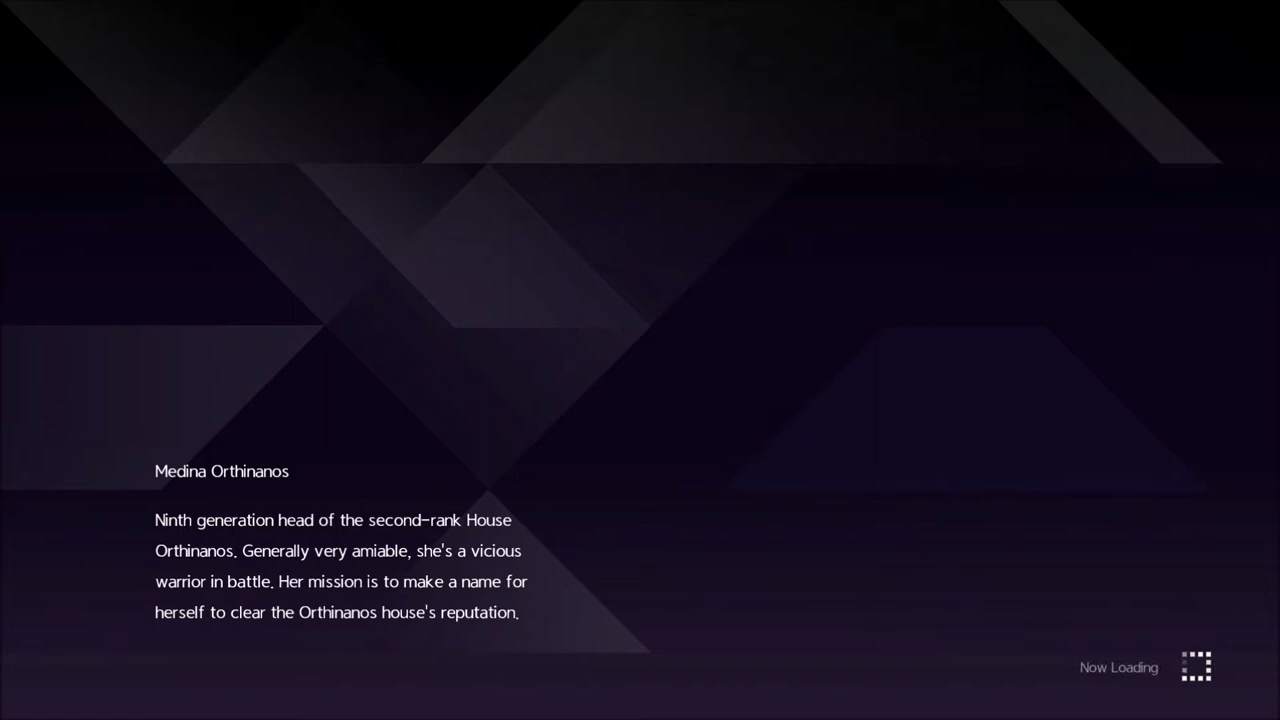 Medina Orthinanos
Ninth generation head of the second-rank House
Orthinanos. Generally very amiable, she's a vicious
warrior in battle. Her mission is to make a name for
herself to clear the Orthinanos house's reputation.
Now Loading